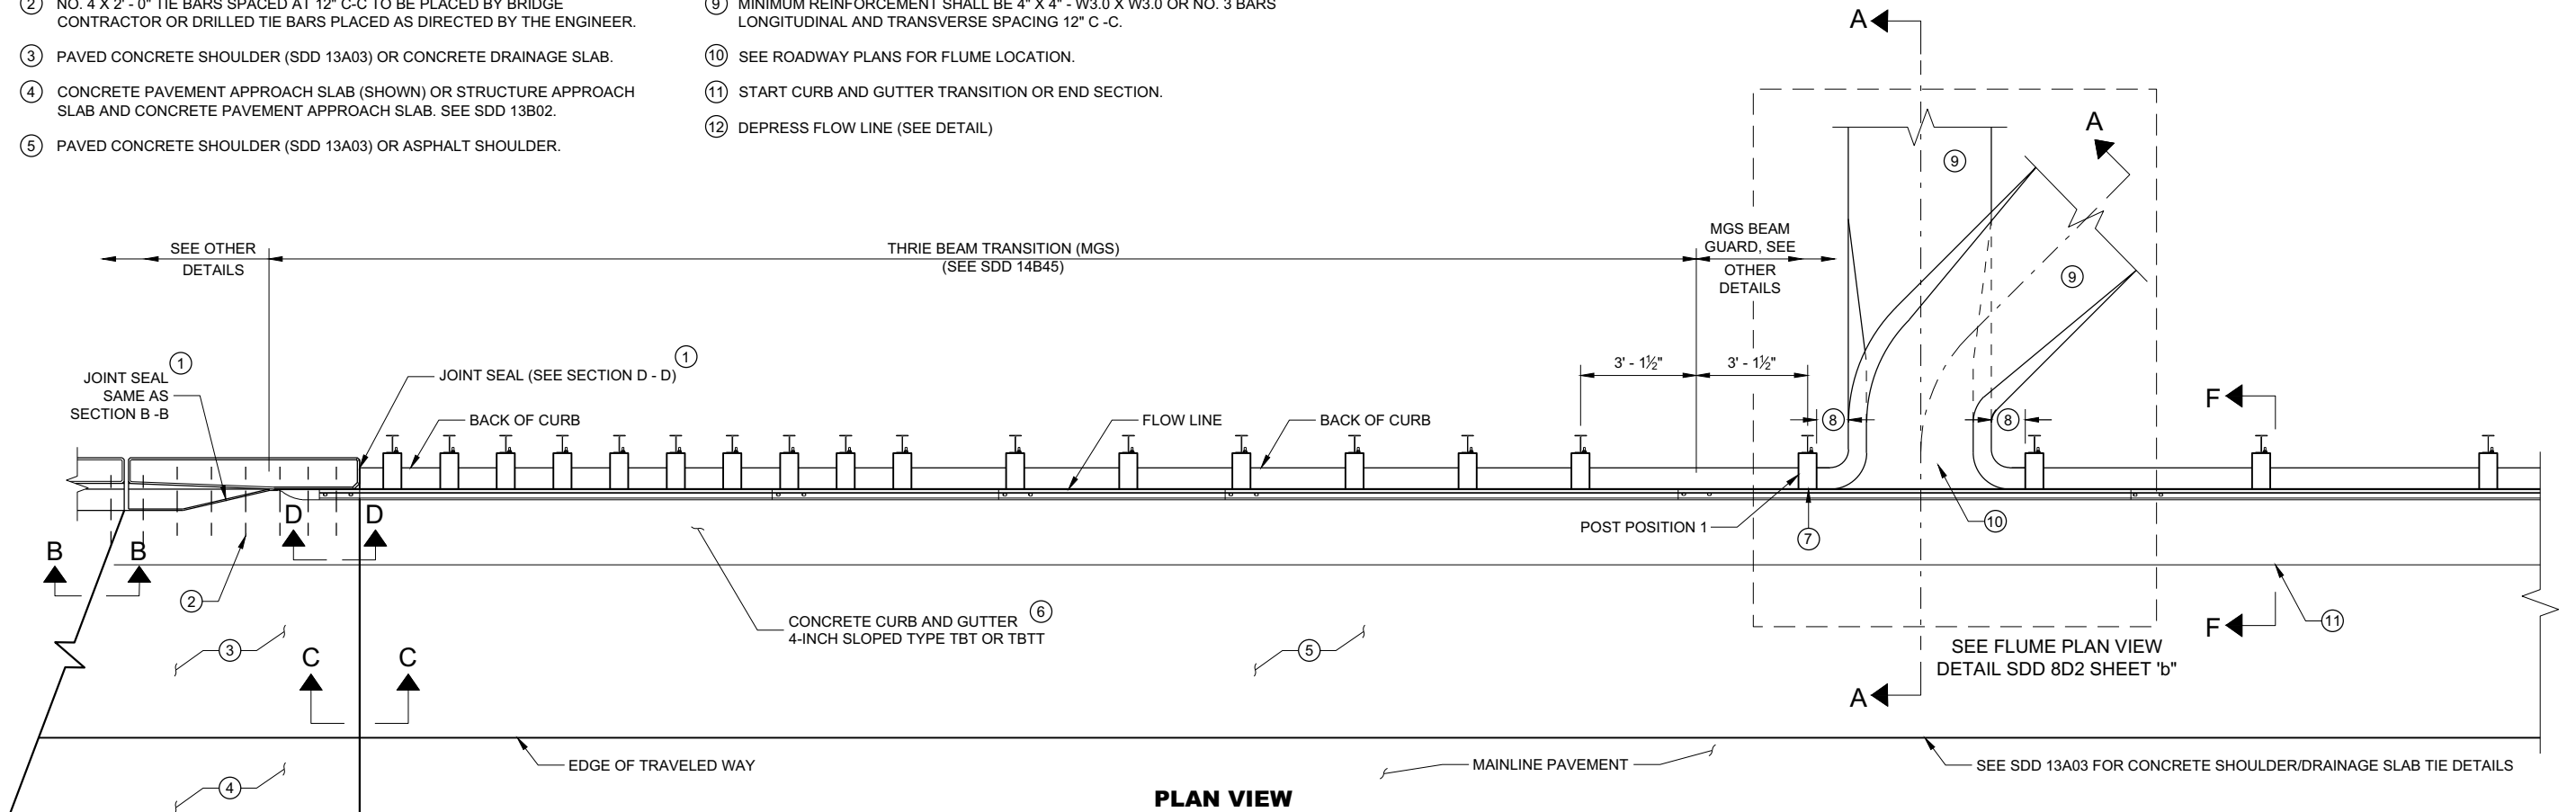 ② NO. 4 X 2' - 0" TIE BARS SPACED AT 12" C-C TO BE PLACED BY BRIDGE
CONTRACTOR OR DRILLED TIE BARS PLACED AS DIRECTED BY THE ENGINEER.
③ PAVED CONCRETE SHOULDER (SDD 13A03) OR CONCRETE DRAINAGE SLAB.
④ CONCRETE PAVEMENT APPROACH SLAB (SHOWN) OR STRUCTURE APPROACH
SLAB AND CONCRETE PAVEMENT APPROACH SLAB. SEE SDD 13B02.
⑤ PAVED CONCRETE SHOULDER (SDD 13A03) OR ASPHALT SHOULDER.
⑨ MINIMUM REINFORCEMENT SHALL BE 4" X 4" - W3.0 X W3.0 OR NO. 3 BARS
LONGITUDINAL AND TRANSVERSE SPACING 12" C -C.
⑩ SEE ROADWAY PLANS FOR FLUME LOCATION.
⑪ START CURB AND GUTTER TRANSITION OR END SECTION.
⑫ DEPRESS FLOW LINE (SEE DETAIL)
A
A
⑨
⑨
SEE OTHER
DETAILS
THRIE BEAM TRANSITION (MGS)
(SEE SDD 14B45)
MGS BEAM
GUARD, SEE
OTHER
DETAILS
JOINT SEAL ①
SAME AS
SECTION B -B
JOINT SEAL (SEE SECTION D - D) ①
3' - 1½"
3' - 1½"
BACK OF CURB
FLOW LINE
BACK OF CURB
⑧
⑧
F
D D
B B
②
POST POSITION 1
⑦
⑩
CONCRETE CURB AND GUTTER ⑥
4-INCH SLOPED TYPE TBT OR TBTT
③
⑤
F
⑪
C C
SEE FLUME PLAN VIEW
DETAIL SDD 8D2 SHEET 'b"
A
EDGE OF TRAVELED WAY
MAINLINE PAVEMENT
SEE SDD 13A03 FOR CONCRETE SHOULDER/DRAINAGE SLAB TIE DETAILS
④
PLAN VIEW